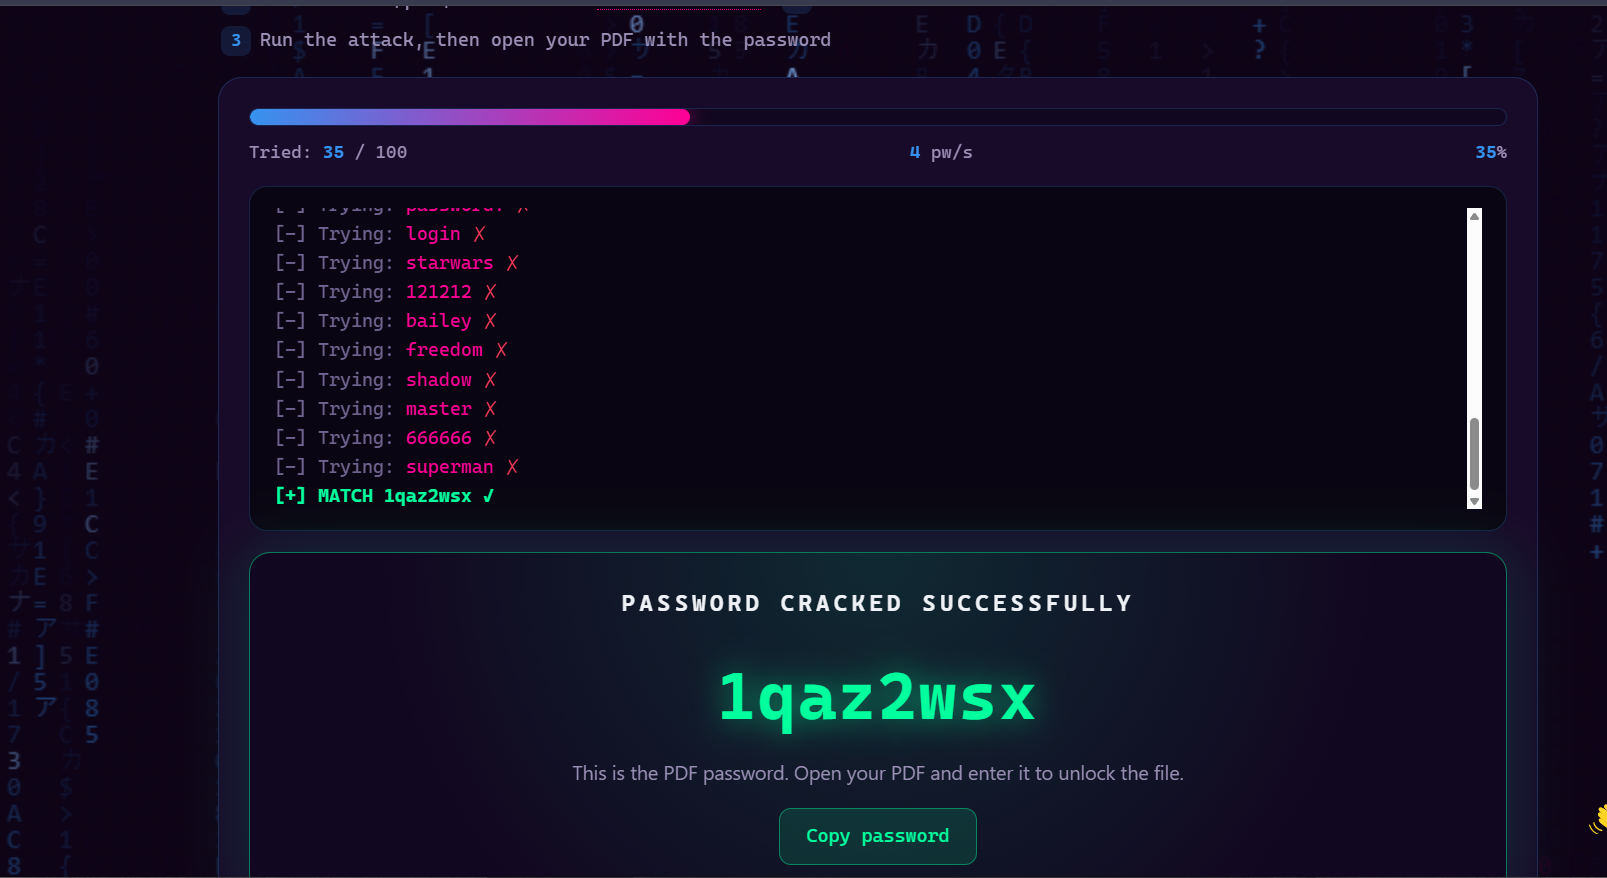 3 Run the attack, then open your PDF with the password
Tried: 35 / 100
4 pw/s
35%
[-] Trying: login ✗
[-] Trying: starwars ✗
[-] Trying: 121212 ✗
[-] Trying: bailey ✗
[-] Trying: freedom ✗
[-] Trying: shadow ✗
[-] Trying: master ✗
[-] Trying: 666666 ✗
[-] Trying: superman ✗
[+] MATCH 1qaz2wsx ✓
PASSWORD CRACKED SUCCESSFULLY
1qaz2wsx
This is the PDF password. Open your PDF and enter it to unlock the file.
Copy password